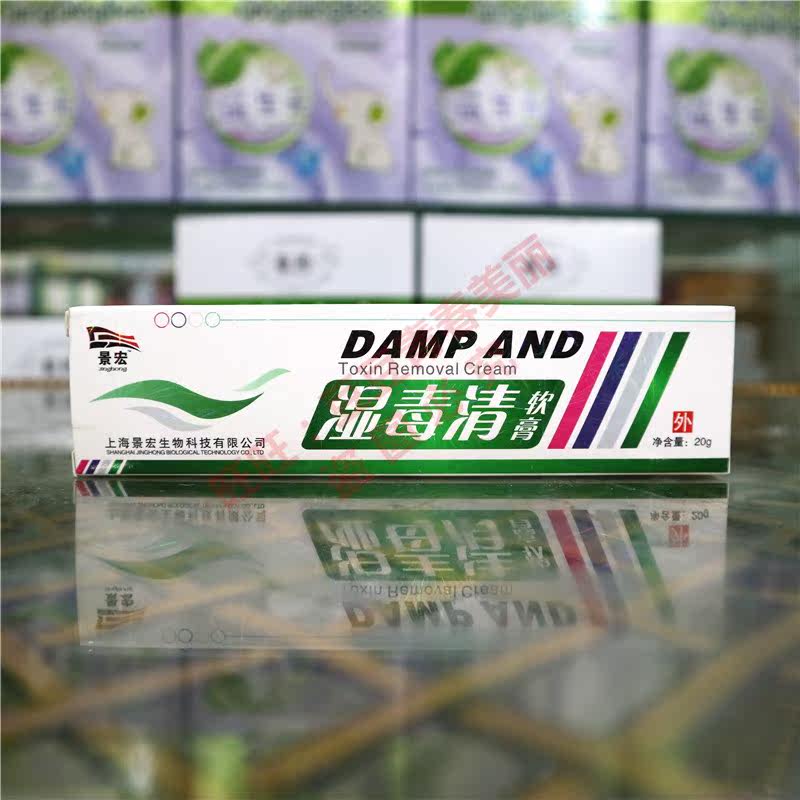 景宏
Jinghong
DAMP AND
Toxin Removal Cream
湿毒清
软膏
上海景宏生物科技有限公司
SHANGHAI JINGHONG BIOLOGICAL TECHNOLOGY CO. LTD
外
净含量：20g